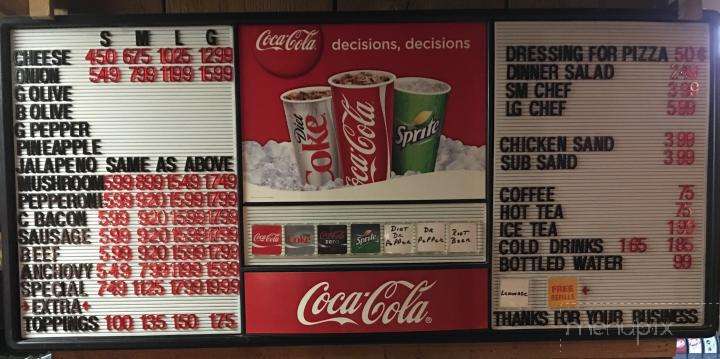 S M L G
CHEESE 450 675 1025 1299
ONION 549 799 1199 1599
G OLIVE
B OLIVE
G PEPPER
PINEAPPLE
JALAPENO SAME AS ABOVE
MUSHROOM 599 899 1549 1749
PEPPERONI 599 920 1599 1799
C BACON 599 920 1599 1799
SAUSAGE 599 920 1599 1799
BEEF 599 920 1599 1799
ANCHOVY 549 799 1199 1599
SPECIAL 749 1125 1799 1999
EXTRA
TOPPINGS 100 135 150 175
Coca-Cola
decisions, decisions
Diet Coke
Coca-Cola
Sprite
Coca-Cola
Coke
zero
Sprite
Diet Dr Pepper
Dr Pepper
Root Beer
Coca-Cola
DRESSING FOR PIZZA 50¢
DINNER SALAD
SM CHEF 399
LG CHEF 599
CHICKEN SAND 399
SUB SAND 399
COFFEE 75
HOT TEA 75
ICE TEA 199
COLD DRINKS 165 185
BOTTLED WATER 99
Lemonade
FREE REFILLS
THANKS FOR YOUR BUSINESS
menupix